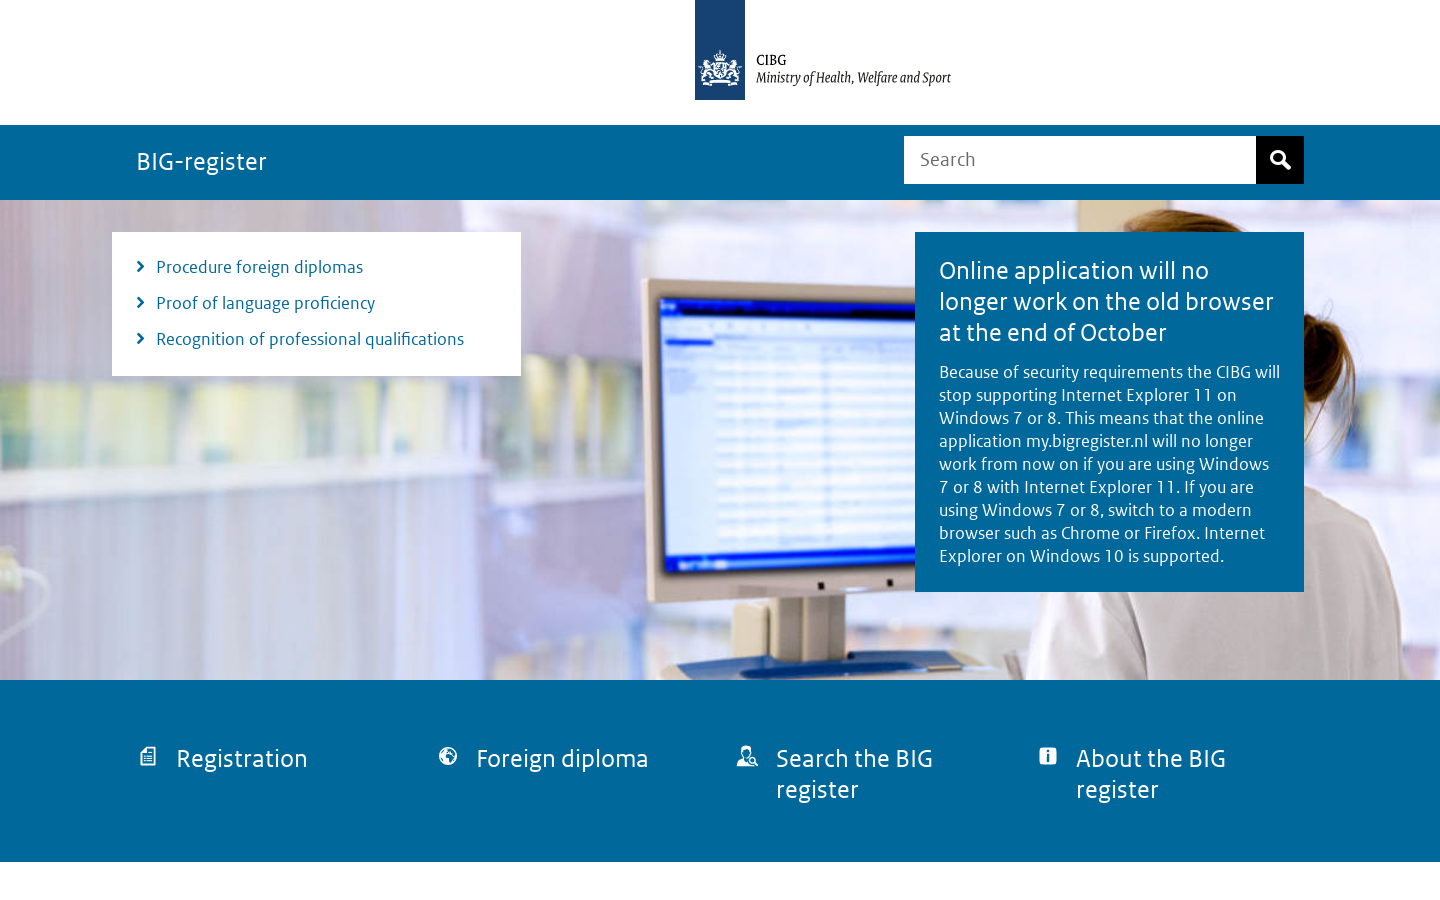 CIBG
Ministry of Health, Welfare and Sport
BIG-register
Search
Procedure foreign diplomas
Proof of language proficiency
Recognition of professional qualifications
Online application will no
longer work on the old browser
at the end of October
Because of security requirements the CIBG will
stop supporting Internet Explorer 11 on
Windows 7 or 8. This means that the online
application my.bigregister.nl will no longer
work from now on if you are using Windows
7 or 8 with Internet Explorer 11. If you are
using Windows 7 or 8, switch to a modern
browser such as Chrome or Firefox. Internet
Explorer on Windows 10 is supported.
Registration
Foreign diploma
Search the BIG
register
About the BIG
register